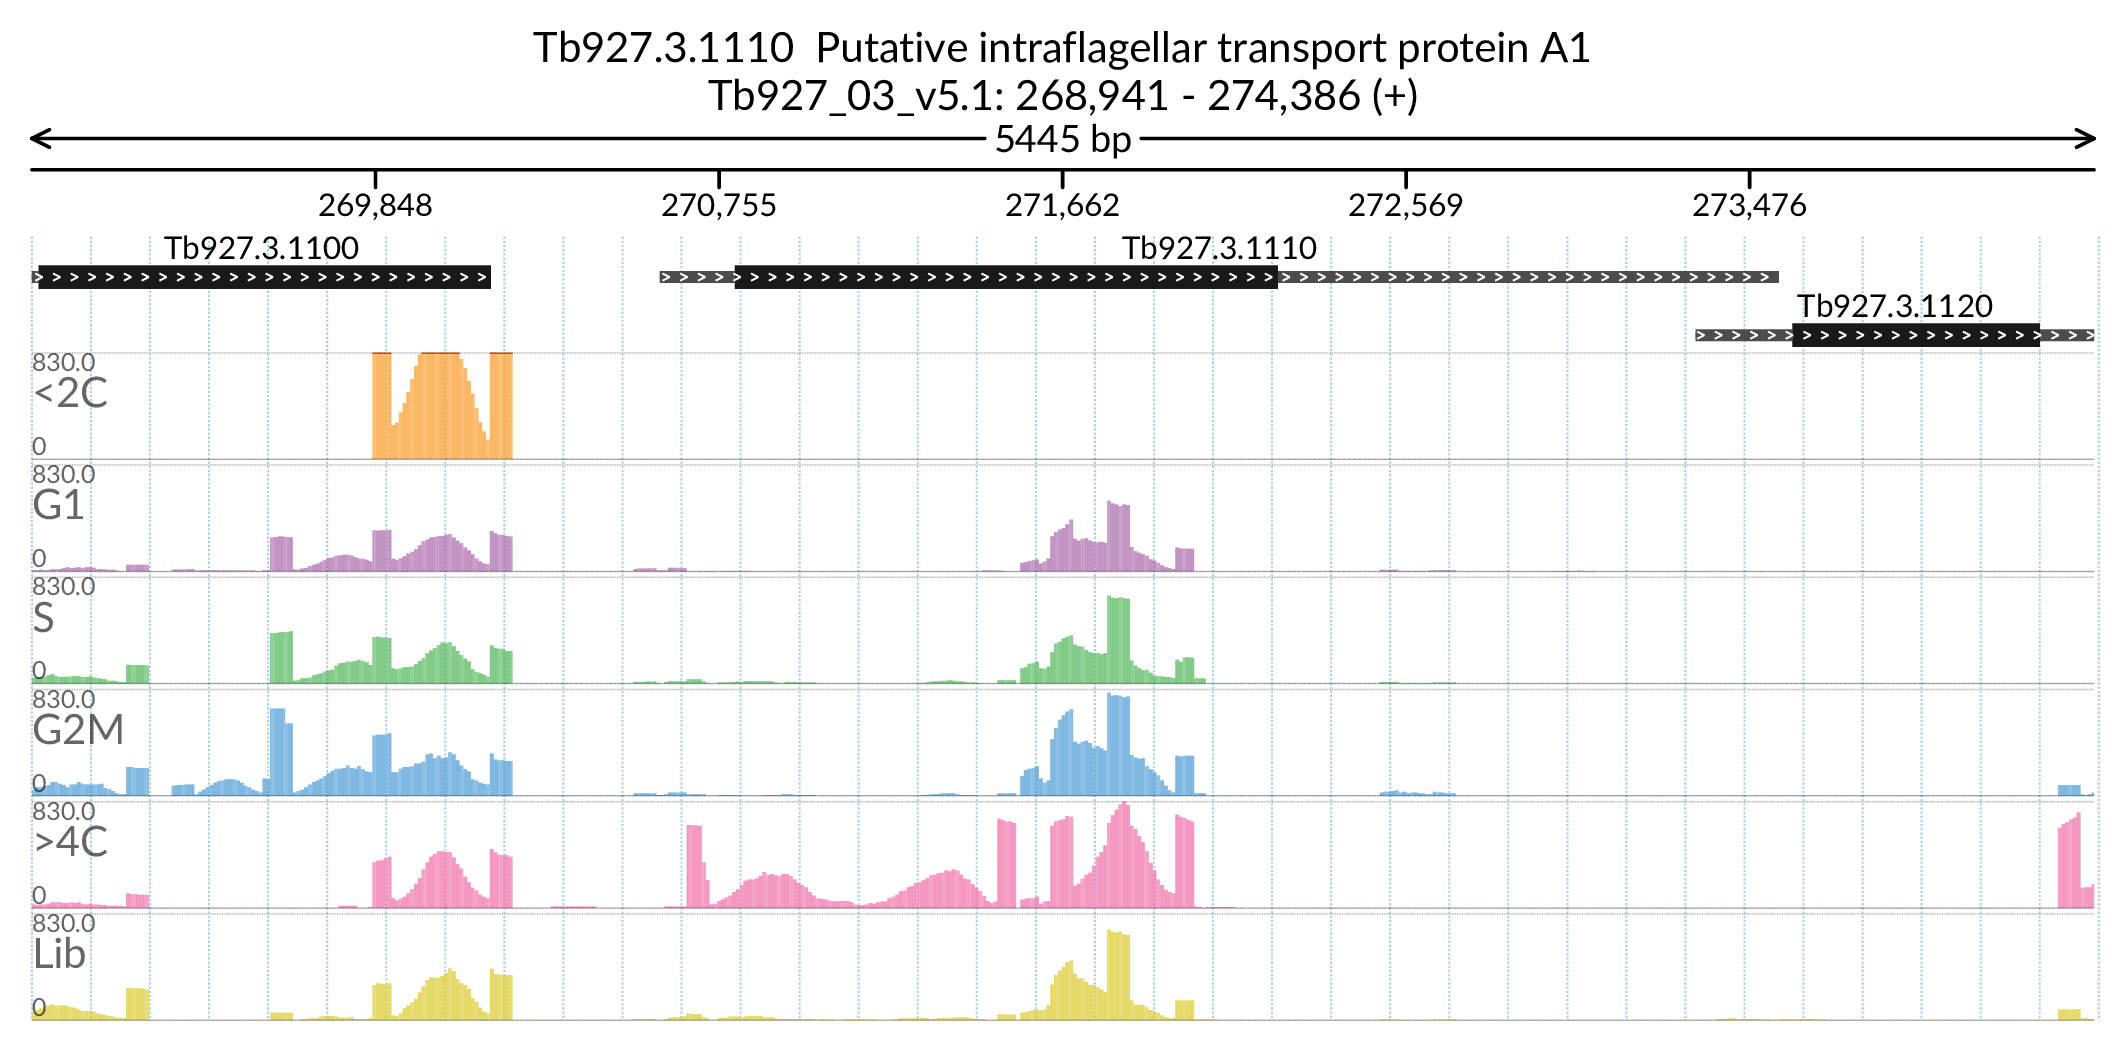 Tb927.3.1110  Putative intraflagellar transport protein A1
Tb927_03_v5.1: 268,941 - 274,386 (+)
5445 bp
269,848 270,755 271,662 272,569 273,476
Tb927.3.1100 Tb927.3.1110
Tb927.3.1120
830.0
<2C
0
830.0
G1
0
830.0
S
0
830.0
G2M
0
830.0
>4C
0
830.0
Lib
0